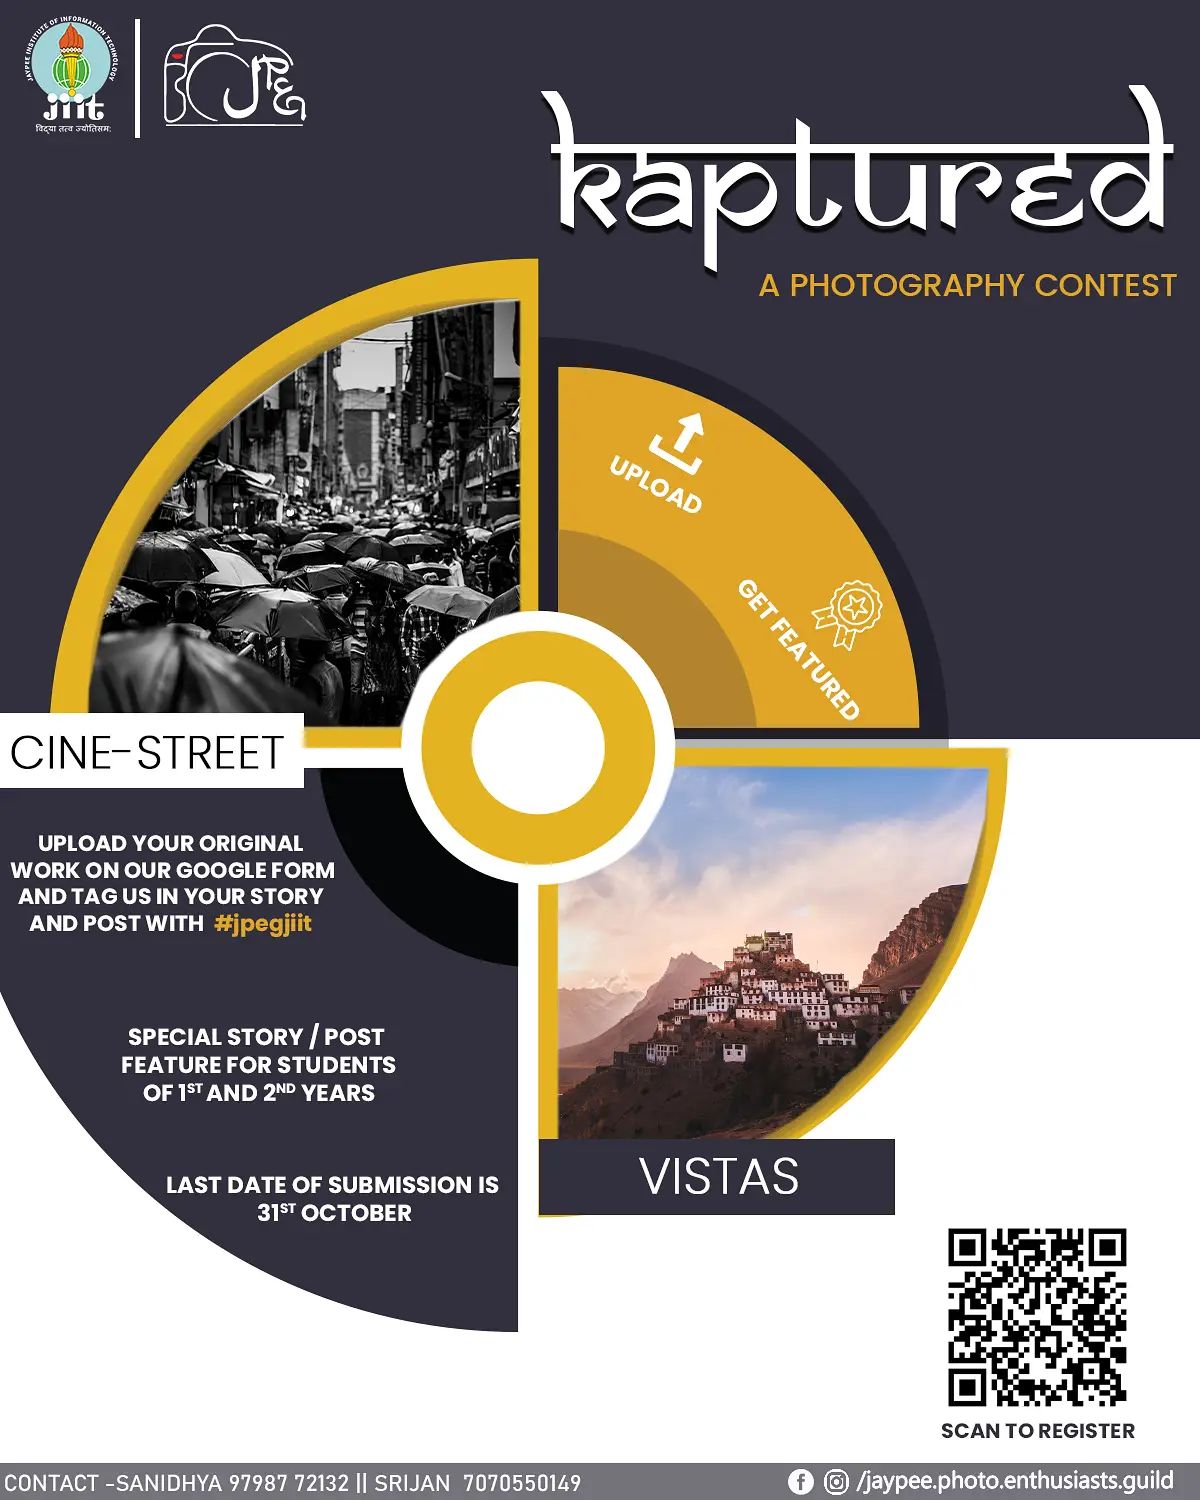 JAYPEE INSTITUTE OF INFORMATION TECHNOLOGY
jiit
विद्या तत्व ज्योतिसम:
JPEG
kaptured
A PHOTOGRAPHY CONTEST
UPLOAD
GET FEATURED
CINE-STREET
UPLOAD YOUR ORIGINAL
WORK ON OUR GOOGLE FORM
AND TAG US IN YOUR STORY
AND POST WITH #jpegjiit
SPECIAL STORY / POST
FEATURE FOR STUDENTS
OF 1ST AND 2ND YEARS
LAST DATE OF SUBMISSION IS
31ST OCTOBER
VISTAS
SCAN TO REGISTER
CONTACT -SANIDHYA 97987 72132 || SRIJAN 7070550149
/jaypee.photo.enthusiasts.guild